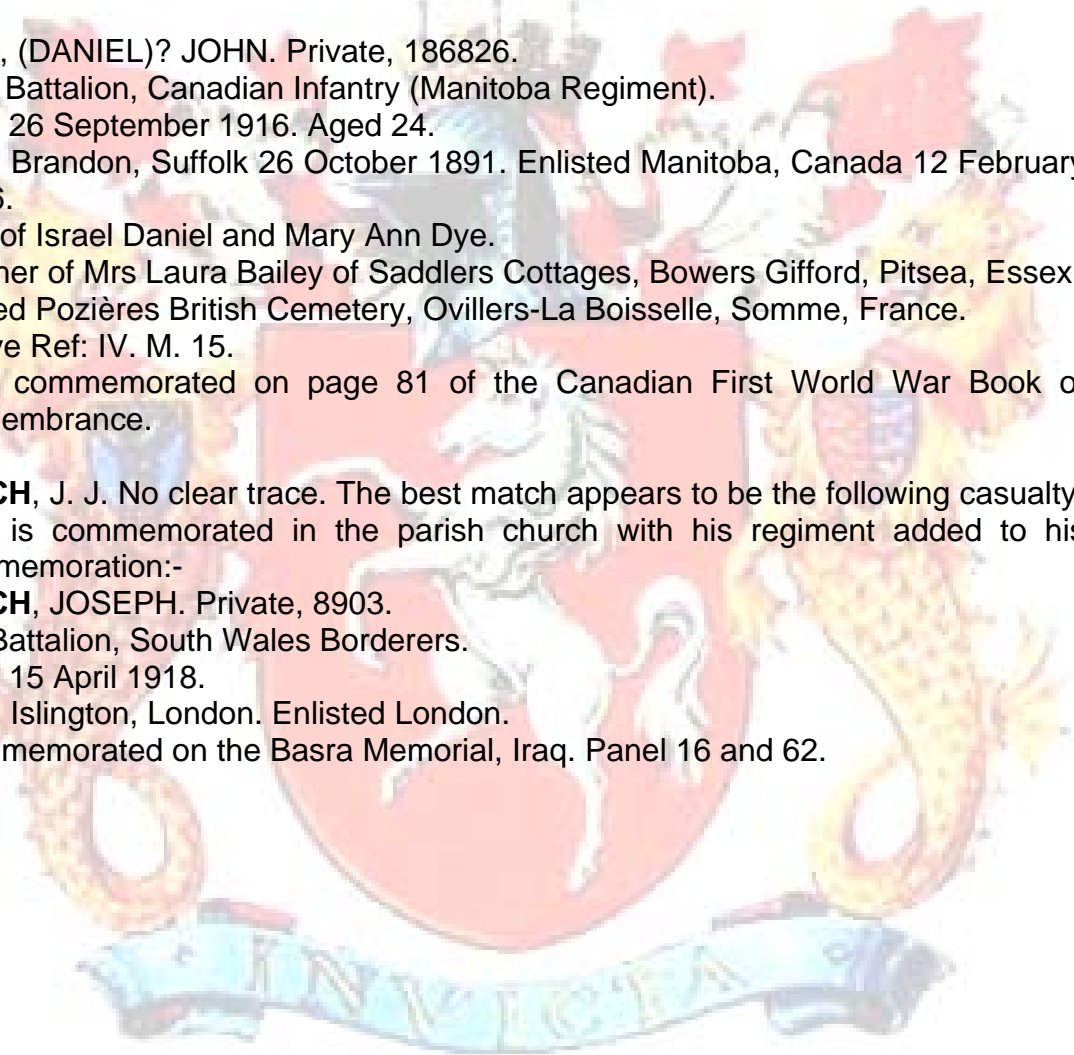 , (DANIEL)? JOHN. Private, 186826.
Battalion, Canadian Infantry (Manitoba Regiment).
26 September 1916. Aged 24.
Brandon, Suffolk 26 October 1891. Enlisted Manitoba, Canada 12 February
6.
of Israel Daniel and Mary Ann Dye.
her of Mrs Laura Bailey of Saddlers Cottages, Bowers Gifford, Pitsea, Essex
ed Pozières British Cemetery, Ovillers-La Boisselle, Somme, France.
ve Ref: IV. M. 15.
commemorated on page 81 of the Canadian First World War Book o
embrance.
CH, J. J. No clear trace. The best match appears to be the following casualty
is commemorated in the parish church with his regiment added to his
memoration:-
CH, JOSEPH. Private, 8903.
Battalion, South Wales Borderers.
15 April 1918.
Islington, London. Enlisted London.
memorated on the Basra Memorial, Iraq. Panel 16 and 62.
INVICTA